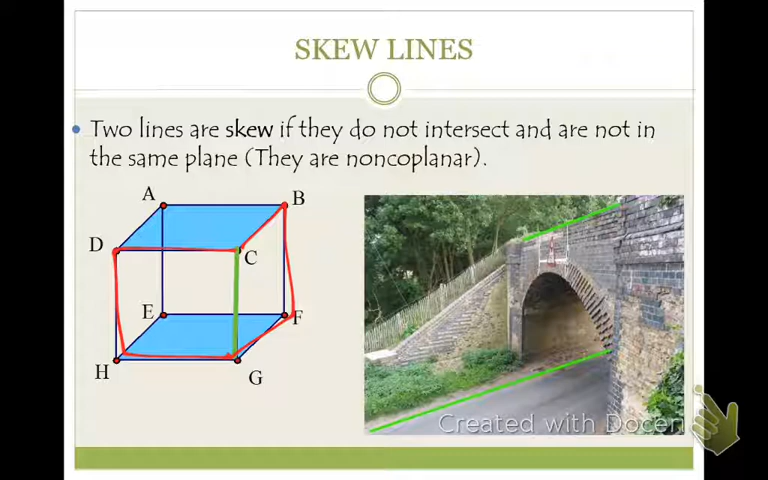 SKEW LINES
Two lines are skew if they do not intersect and are not in
the same plane (They are noncoplanar).
A
B
D
C
E
F
H
G
Created with Doceri